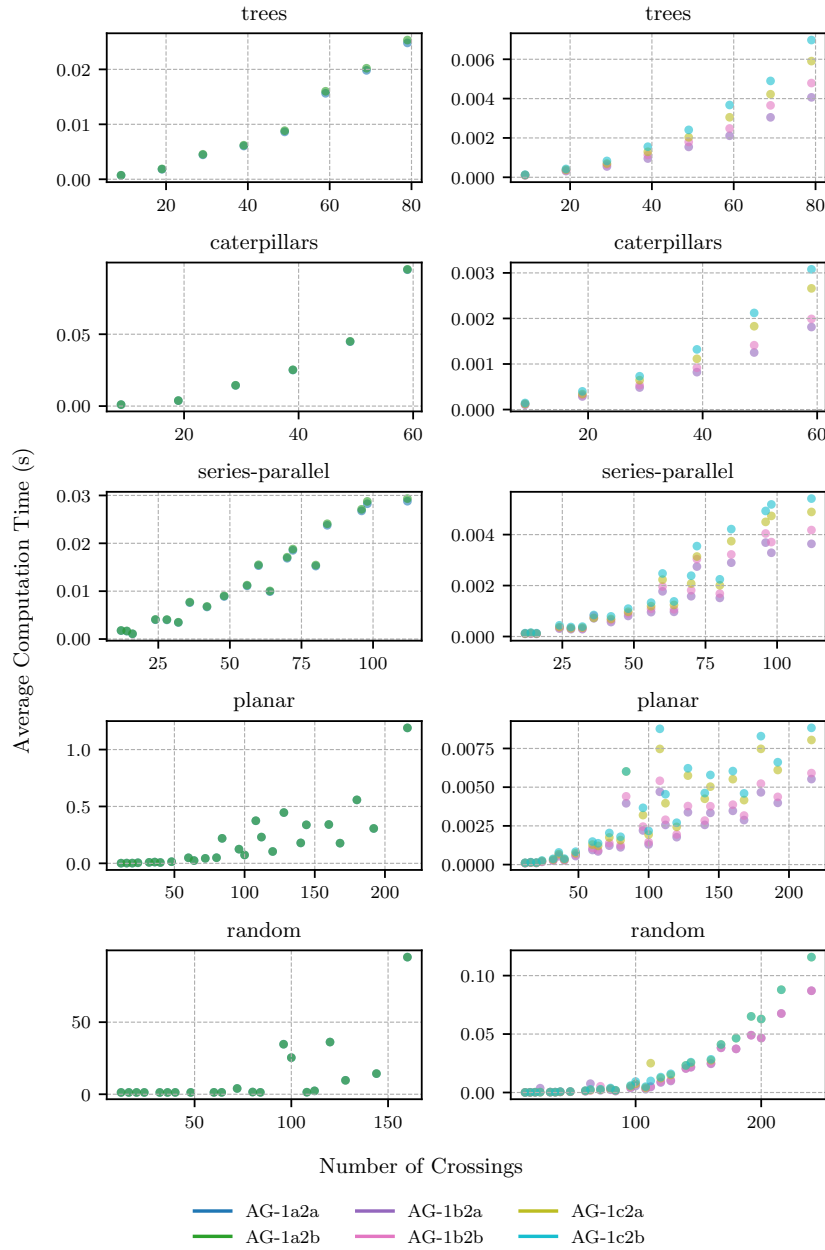 trees
trees
0.02
0.01
0.00
20 40 60 80
0.006
0.004
0.002
0.000
20 40 60 80
caterpillars
caterpillars
0.05
0.00
20 40 60
0.003
0.002
0.001
0.000
20 40 60
series-parallel
series-parallel
0.03
0.02
0.01
0.00
25 50 75 100
0.004
0.002
0.000
25 50 75 100
planar
planar
1.0
0.5
0.0
50 100 150 200
0.0075
0.0050
0.0025
0.0000
50 100 150 200
random
random
50
0
50 100 150
0.10
0.05
0.00
100 200
Average Computation Time (s)
Number of Crossings
AG-1a2a AG-1b2a AG-1c2a
AG-1a2b AG-1b2b AG-1c2b